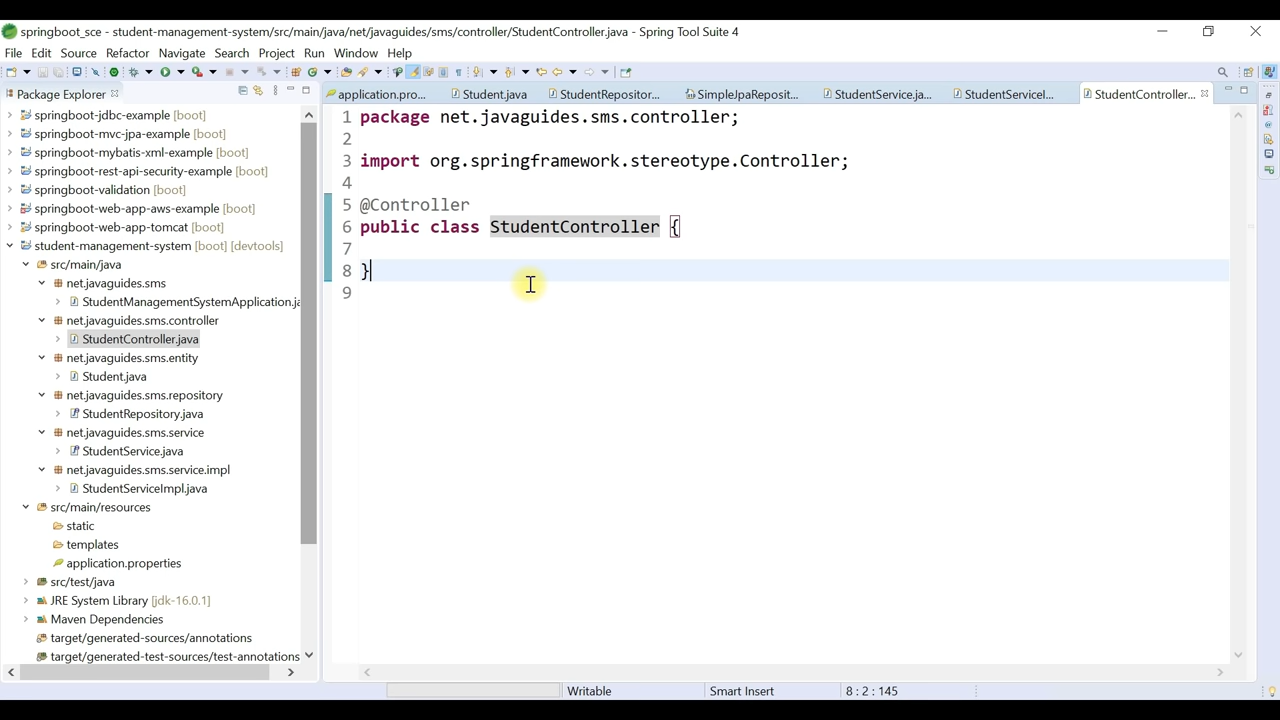 springboot_sce - student-management-system/src/main/java/net/javaguides/sms/controller/StudentController.java - Spring Tool Suite 4
File Edit Source Refactor Navigate Search Project Run Window Help
Package Explorer
application.pro... Student.java StudentRepositor... SimpleJpaReposit... StudentService.ja... StudentServiceI... StudentController...
springboot-jdbc-example [boot]
springboot-mvc-jpa-example [boot]
springboot-mybatis-xml-example [boot]
springboot-rest-api-security-example [boot]
springboot-validation [boot]
springboot-web-app-aws-example [boot]
springboot-web-app-tomcat [boot]
student-management-system [boot] [devtools]
src/main/java
net.javaguides.sms
StudentManagementSystemApplication.ja
net.javaguides.sms.controller
StudentController.java
net.javaguides.sms.entity
Student.java
net.javaguides.sms.repository
StudentRepository.java
net.javaguides.sms.service
StudentService.java
net.javaguides.sms.service.impl
StudentServiceImpl.java
src/main/resources
static
templates
application.properties
src/test/java
JRE System Library [jdk-16.0.1]
Maven Dependencies
target/generated-sources/annotations
target/generated-test-sources/test-annotations
1 package net.javaguides.sms.controller;
2
3 import org.springframework.stereotype.Controller;
4
5 @Controller
6 public class StudentController {
7
8 }
9
Writable Smart Insert 8 : 2 : 145